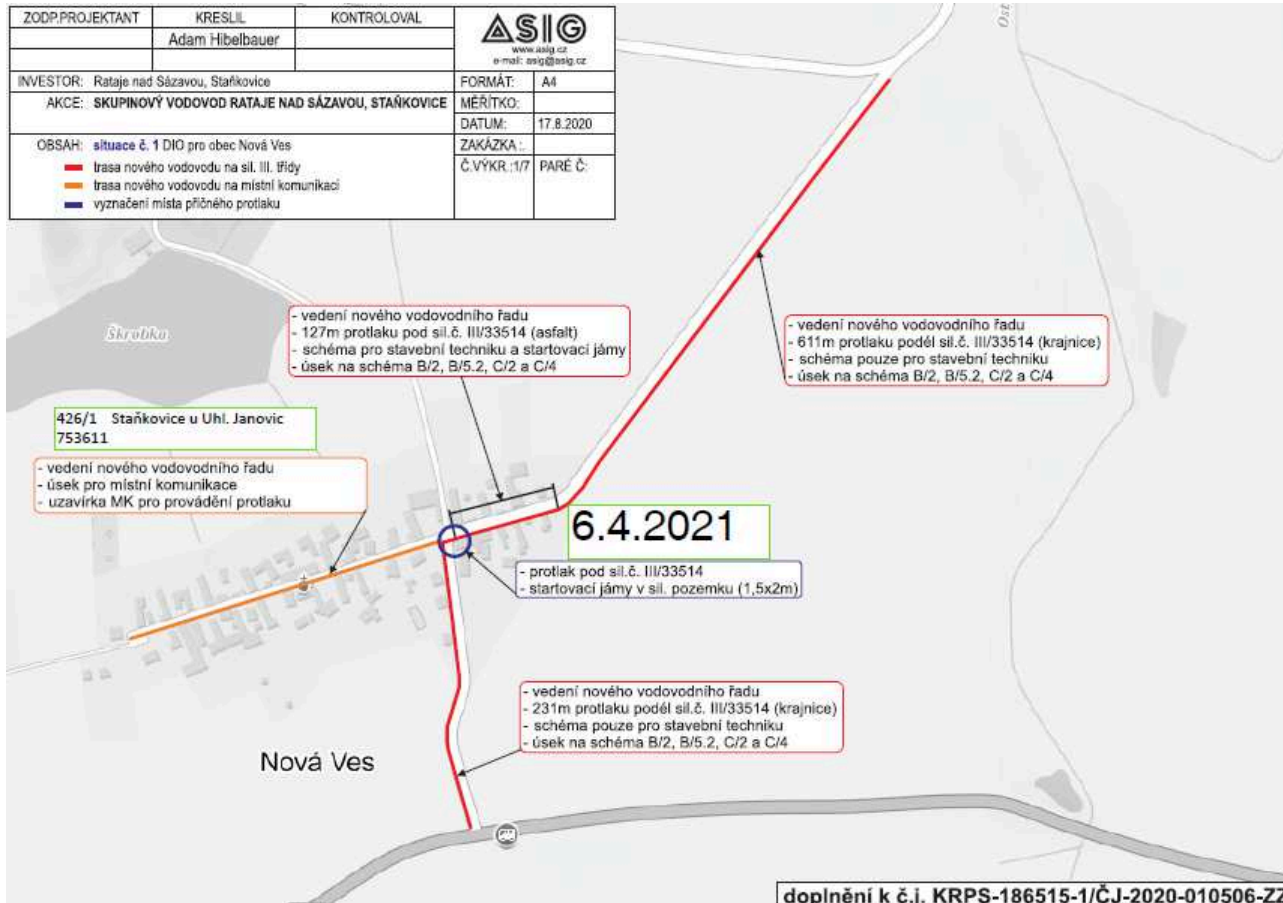 ZODP.PROJEKTANT KRESLIL KONTROLOVAL
Adam Hibelbauer
ASIG
www.asig.cz
e-mail: asig@asig.cz
INVESTOR: Rataje nad Sázavou, Staňkovice
FORMÁT: A4
AKCE: SKUPINOVÝ VODOVOD RATAJE NAD SÁZAVOU, STAŇKOVICE
MĚŘÍTKO:
DATUM: 17.8.2020
OBSAH: situace č. 1 DIO pro obec Nová Ves
ZAKÁZKA :
trasa nového vodovodu na sil. III. třídy
Č.VÝKR.:1/7 PARÉ Č:
trasa nového vodovodu na místní komunikaci
vyznačení místa příčného protlaku
Ost
Škrobka
- vedení nového vodovodního řadu
- 127m protlaku pod sil.č. III/33514 (asfalt)
- schéma pro stavební techniku a startovací jámy
- úsek na schéma B/2, B/5.2, C/2 a C/4
- vedení nového vodovodního řadu
- 611m protlaku podél sil.č. III/33514 (krajnice)
- schéma pouze pro stavební techniku
- úsek na schéma B/2, B/5.2, C/2 a C/4
426/1 Staňkovice u Uhl. Janovic
753611
- vedení nového vodovodního řadu
- úsek pro místní komunikace
- uzavírka MK pro provádění protlaku
6.4.2021
- protlak pod sil.č. III/33514
- startovací jámy v sil. pozemku (1,5x2m)
- vedení nového vodovodního řadu
- 231m protlaku podél sil.č. III/33514 (krajnice)
- schéma pouze pro stavební techniku
- úsek na schéma B/2, B/5.2, C/2 a C/4
Nová Ves
doplnění k č.j. KRPS-186515-1/ČJ-2020-010506-ZZ